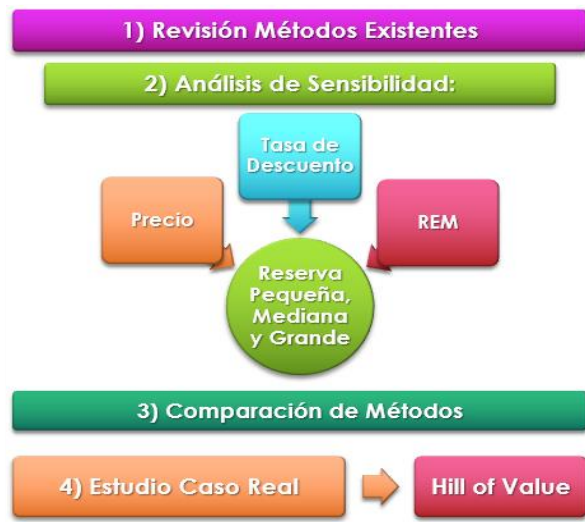 1) Revisión Métodos Existentes
2) Análisis de Sensibilidad:
Tasa de
Descuento
Precio
REM
Reserva
Pequeña,
Mediana
y Grande
3) Comparación de Métodos
4) Estudio Caso Real
Hill of Value